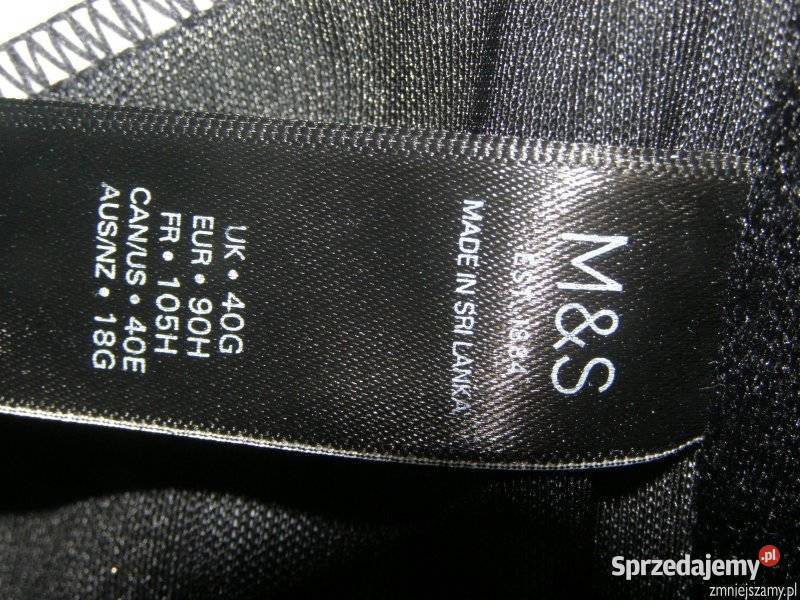 M&S
EST. 1884
MADE IN SRI LANKA
UK • 40G
EUR • 90H
FR • 105H
CAN/US • 40E
AUS/NZ • 18G
Sprzedajemy.pl
zmniejszamy.pl